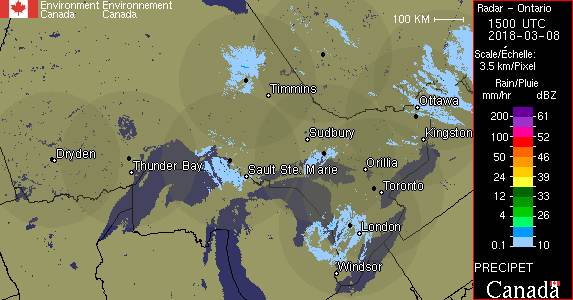 Environment Environnement
Canada Canada
100 KM
Timmins
Ottawa
Sudbury
Kingston
Dryden
Thunder Bay
Sault Ste. Marie
Orillia
Toronto
London
Windsor
Radar - Ontario
1500 UTC
2018-03-08
Scale/Échelle:
3.5 km/Pixel
Rain/Pluie
mm/hr dBZ
200 61
100 52
50 46
24 39
12 33
4 26
0.1 10
PRECIPET
Canada